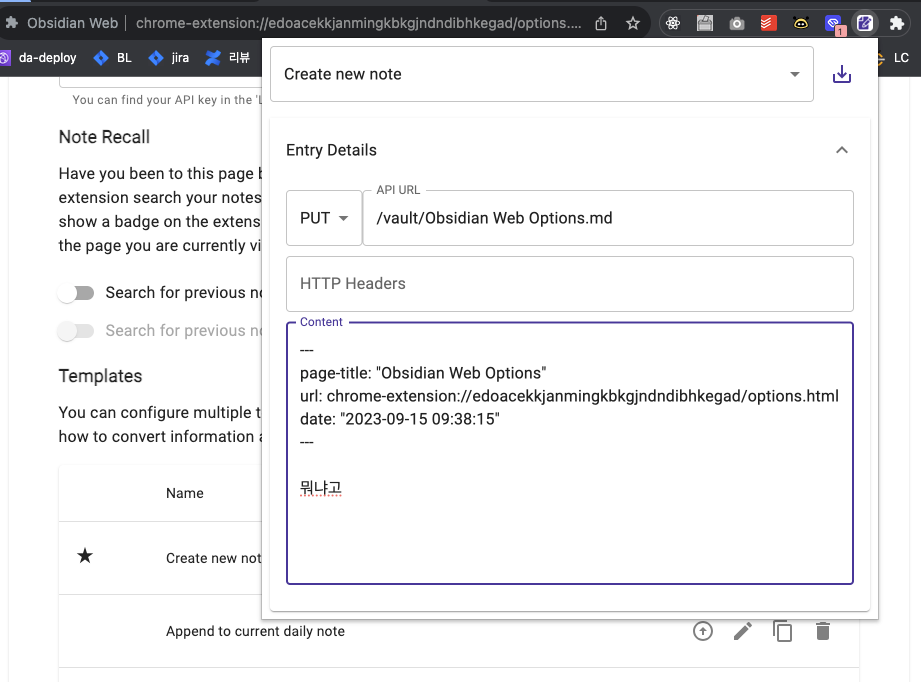 Obsidian Web
chrome-extension://edoacekkjanmingkbkgjndndibhkegad/options....
1
da-deploy
BL
jira
리뷰
LC
You can find your API key in the 'L
Note Recall
Have you been to this page b
extension search your notes
show a badge on the extens
the page you are currently vi
Search for previous no
Search for previous no
Templates
You can configure multiple t
how to convert information a
Name
Create new not
Append to current daily note
Create new note
Entry Details
PUT
API URL
/vault/Obsidian Web Options.md
HTTP Headers
Content
---
page-title: "Obsidian Web Options"
url: chrome-extension://edoacekkjanmingkbkgjndndibhkegad/options.html
date: "2023-09-15 09:38:15"
---
뭐냐고